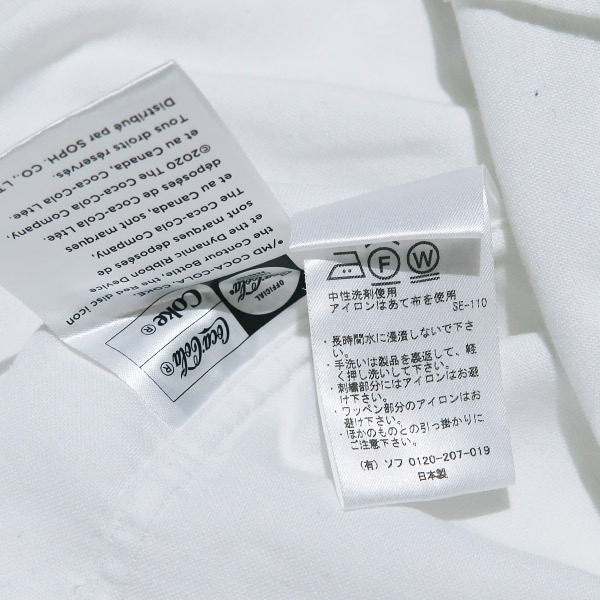 */MD COCA-COLA, COKE,
the Contour Bottle, the Red disc icon
et the Dynamic Ribbon Device
sont marques déposées de
The Coca-Cola Company,
et au Canada, sont marques
déposées de Coca-Cola Ltée.
©2020 The Coca-Cola Company,
et au Canada, Coca-Cola Ltée.
Tous droits réservés.
Distribué par SOPH. CO., LT
Coca-Cola®
Coke®
OFFICIAL
F
W
中性洗剤使用
アイロンはあて布を使用
SE-110
・長時間水に浸漬しないで下さ
い。
・手洗いは製品を裏返して、軽
く押し洗いして下さい。
・刺繍部分にはアイロンはお避
け下さい。
・ワッペン部分のアイロンはお
避け下さい。
・ほかのものとの引っ掛かりに
ご注意下さい。
(有)ソフ 0120-207-019
日本製